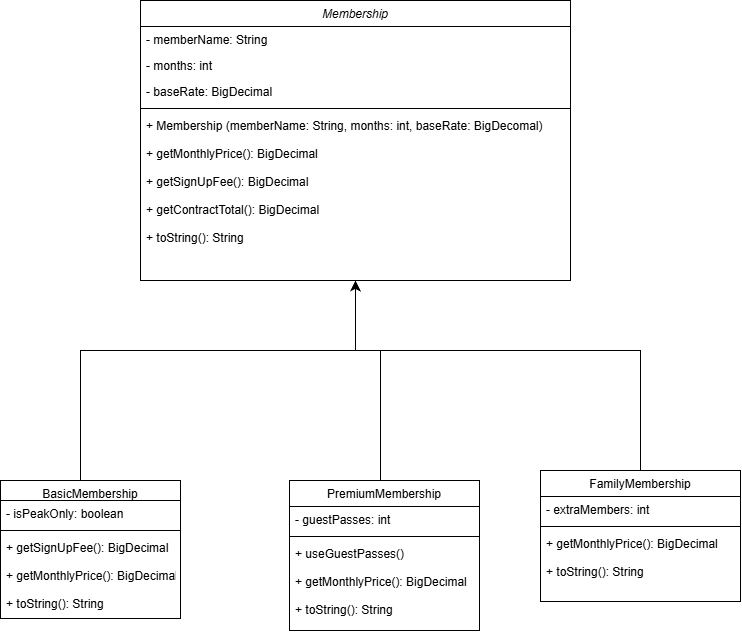 Membership
- memberName: String
- months: int
- baseRate: BigDecimal
+ Membership (memberName: String, months: int, baseRate: BigDecomal)
+ getMonthlyPrice(): BigDecimal
+ getSignUpFee(): BigDecimal
+ getContractTotal(): BigDecimal
+ toString(): String
BasicMembership
- isPeakOnly: boolean
+ getSignUpFee(): BigDecimal
+ getMonthlyPrice(): BigDecimal
+ toString(): String
PremiumMembership
- guestPasses: int
+ useGuestPasses()
+ getMonthlyPrice(): BigDecimal
+ toString(): String
FamilyMembership
- extraMembers: int
+ getMonthlyPrice(): BigDecimal
+ toString(): String